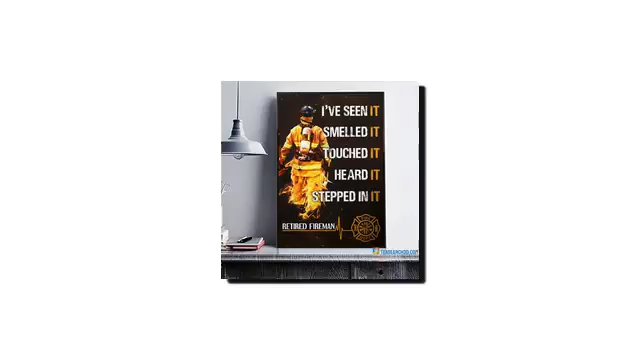 I'VE SEEN IT
SMELLED IT
TOUCHED IT
HEARD IT
STEPPED IN IT
RETIRED FIREMAN